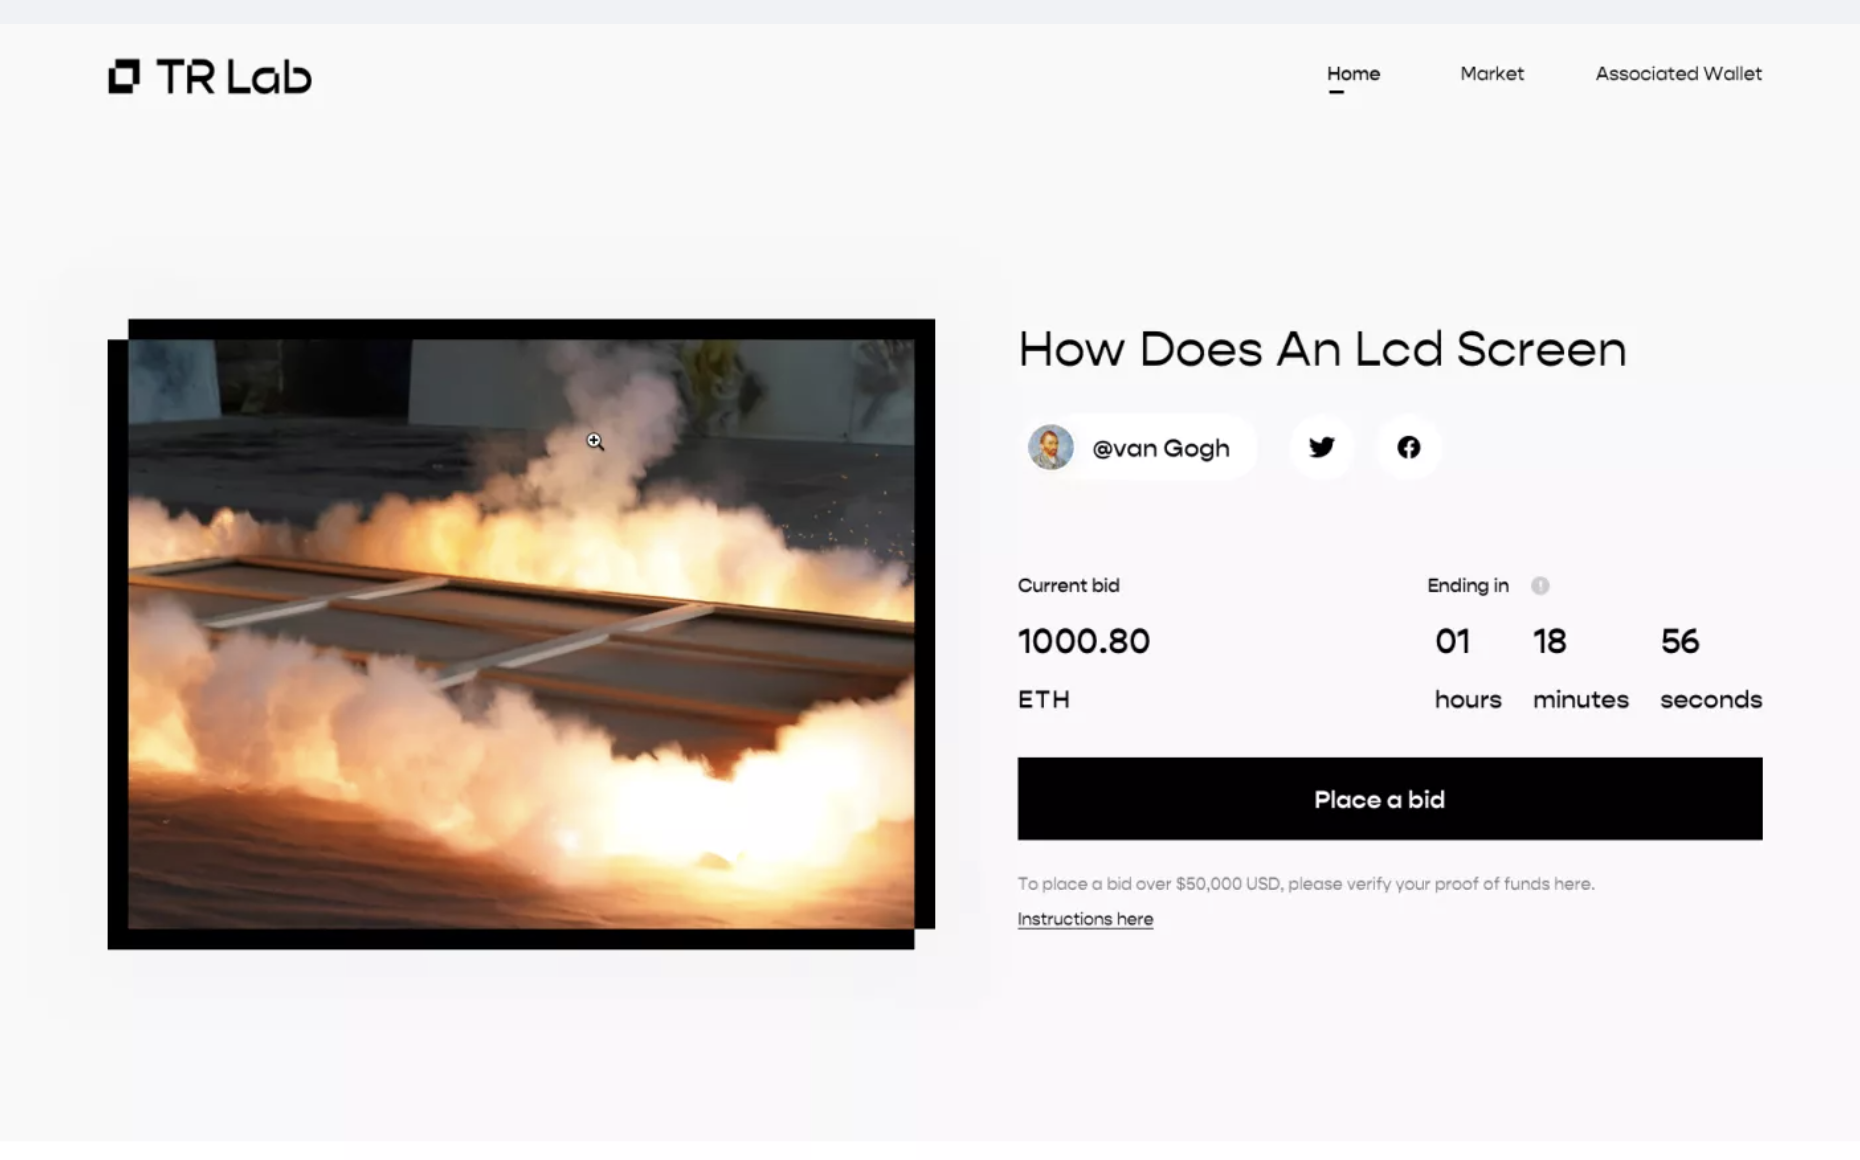 TR Lab
Home Market Associated Wallet
How Does An Lcd Screen
@van Gogh
Current bid
1000.80
ETH
Ending in
01 18 56
hours minutes seconds
Place a bid
To place a bid over $50,000 USD, please verify your proof of funds here.
Instructions here